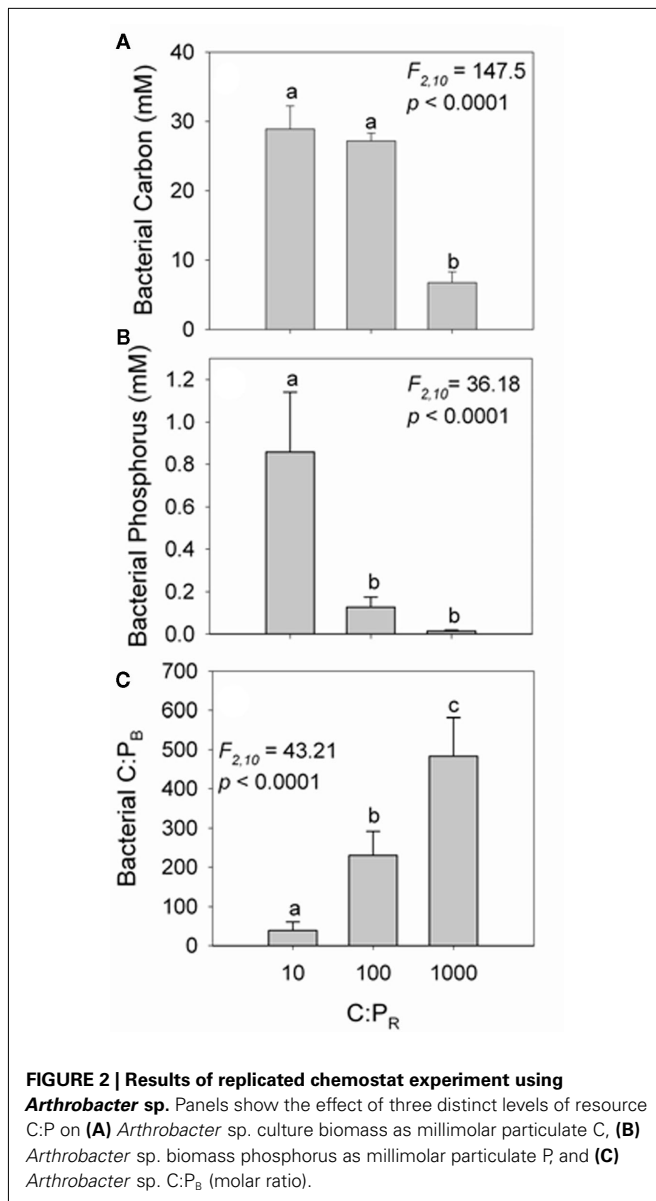 A
40
30
20
10
0
Bacterial Carbon (mM)
a
a
b
F2,10 = 147.5
p < 0.0001
B
1.2
1.0
0.8
0.6
0.4
0.2
0.0
Bacterial Phosphorus (mM)
a
b
b
F2,10 = 36.18
p < 0.0001
C
700
600
500
400
300
200
100
0
Bacterial C:PB
F2,10 = 43.21
p < 0.0001
a
b
c
10 100 1000
C:PR
FIGURE 2 | Results of replicated chemostat experiment using
Arthrobacter sp. Panels show the effect of three distinct levels of resource
C:P on (A) Arthrobacter sp. culture biomass as millimolar particulate C, (B)
Arthrobacter sp. biomass phosphorus as millimolar particulate P, and (C)
Arthrobacter sp. C:PB (molar ratio).